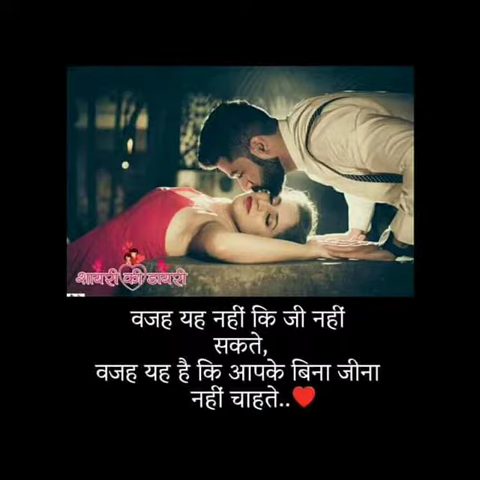 शायरी की डायरी
वजह यह नहीं कि जी नहीं
सकते,
वजह यह है कि आपके बिना जीना
नहीं चाहते..♥️